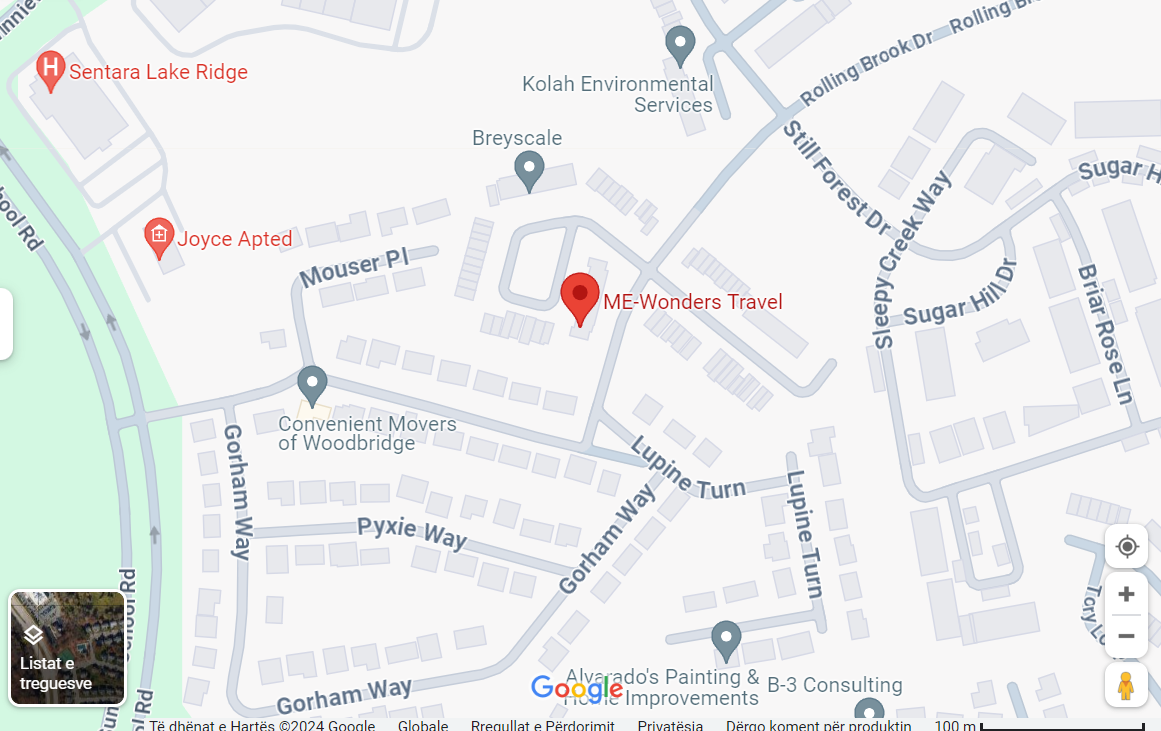 Rolling Brook Dr
Rolling
Sentara Lake Ridge
Kolah Environmental
Services
Breyscale
Still Forest Dr
Sugar H
Sleepy Creek Way
Joyce Apted
Mouser Pl
ME-Wonders Travel
Sugar Hill Dr
Briar Rose Ln
Convenient Movers
of Woodbridge
Gorham Way
Lupine Turn
Pyxie Way
Gorham Way
Lupine Turn
School Rd
Listat e
treguesve
Gorham Way
Google
Alvarado's Painting &
Home Improvements
B-3 Consulting
Të dhënat e Hartës ©2024 Google Globale Rregullat e Përdorimit Privatësia Dërgo koment për produktin 100 m